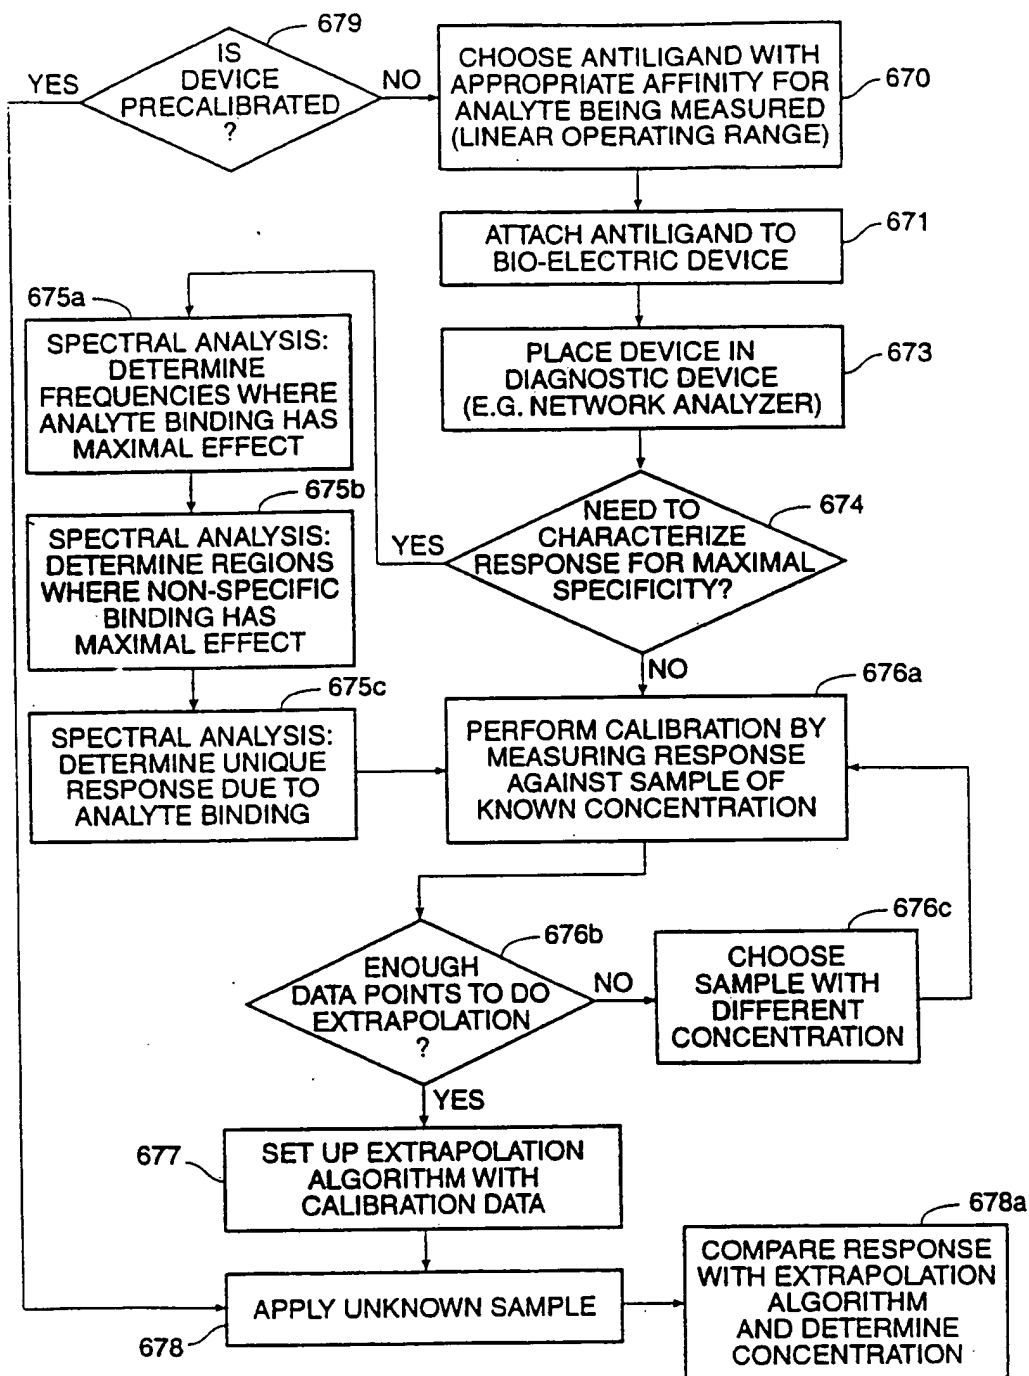 679
IS
DEVICE
PRECALIBRATED
?
YES
NO
CHOOSE ANTILIGAND WITH
APPROPRIATE AFFINITY FOR
ANALYTE BEING MEASURED
(LINEAR OPERATING RANGE)
670
ATTACH ANTILIGAND TO
BIO-ELECTRIC DEVICE
671
PLACE DEVICE IN
DIAGNOSTIC DEVICE
(E.G. NETWORK ANALYZER)
673
NEED TO
CHARACTERIZE
RESPONSE FOR MAXIMAL
SPECIFICITY?
674
YES
NO
675a
SPECTRAL ANALYSIS:
DETERMINE
FREQUENCIES WHERE
ANALYTE BINDING HAS
MAXIMAL EFFECT
675b
SPECTRAL ANALYSIS:
DETERMINE REGIONS
WHERE NON-SPECIFIC
BINDING HAS
MAXIMAL EFFECT
675c
SPECTRAL ANALYSIS:
DETERMINE UNIQUE
RESPONSE DUE TO
ANALYTE BINDING
676a
PERFORM CALIBRATION BY
MEASURING RESPONSE
AGAINST SAMPLE OF
KNOWN CONCENTRATION
676b
ENOUGH
DATA POINTS TO DO
EXTRAPOLATION
?
NO
YES
676c
CHOOSE
SAMPLE WITH
DIFFERENT
CONCENTRATION
677
SET UP EXTRAPOLATION
ALGORITHM WITH
CALIBRATION DATA
678
APPLY UNKNOWN SAMPLE
678a
COMPARE RESPONSE
WITH EXTRAPOLATION
ALGORITHM
AND DETERMINE
CONCENTRATION